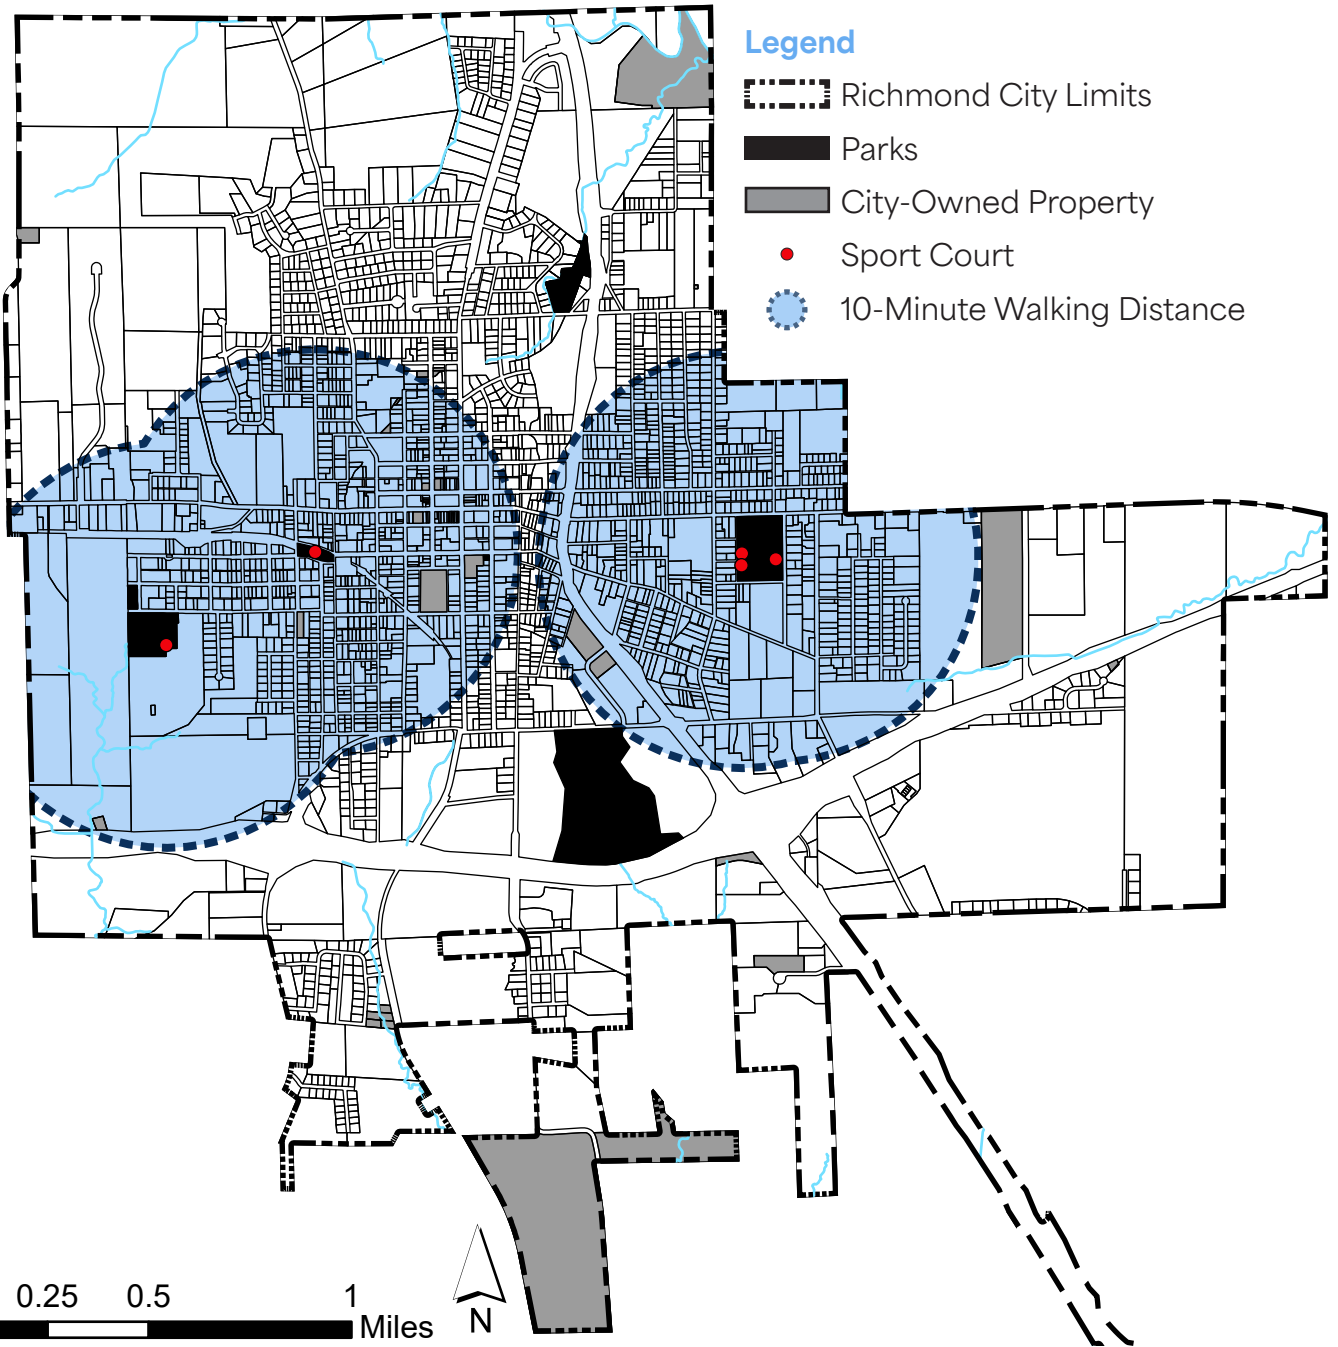 Legend
Richmond City Limits
Parks
City-Owned Property
Sport Court
10-Minute Walking Distance
0.25 0.5 1
Miles
N